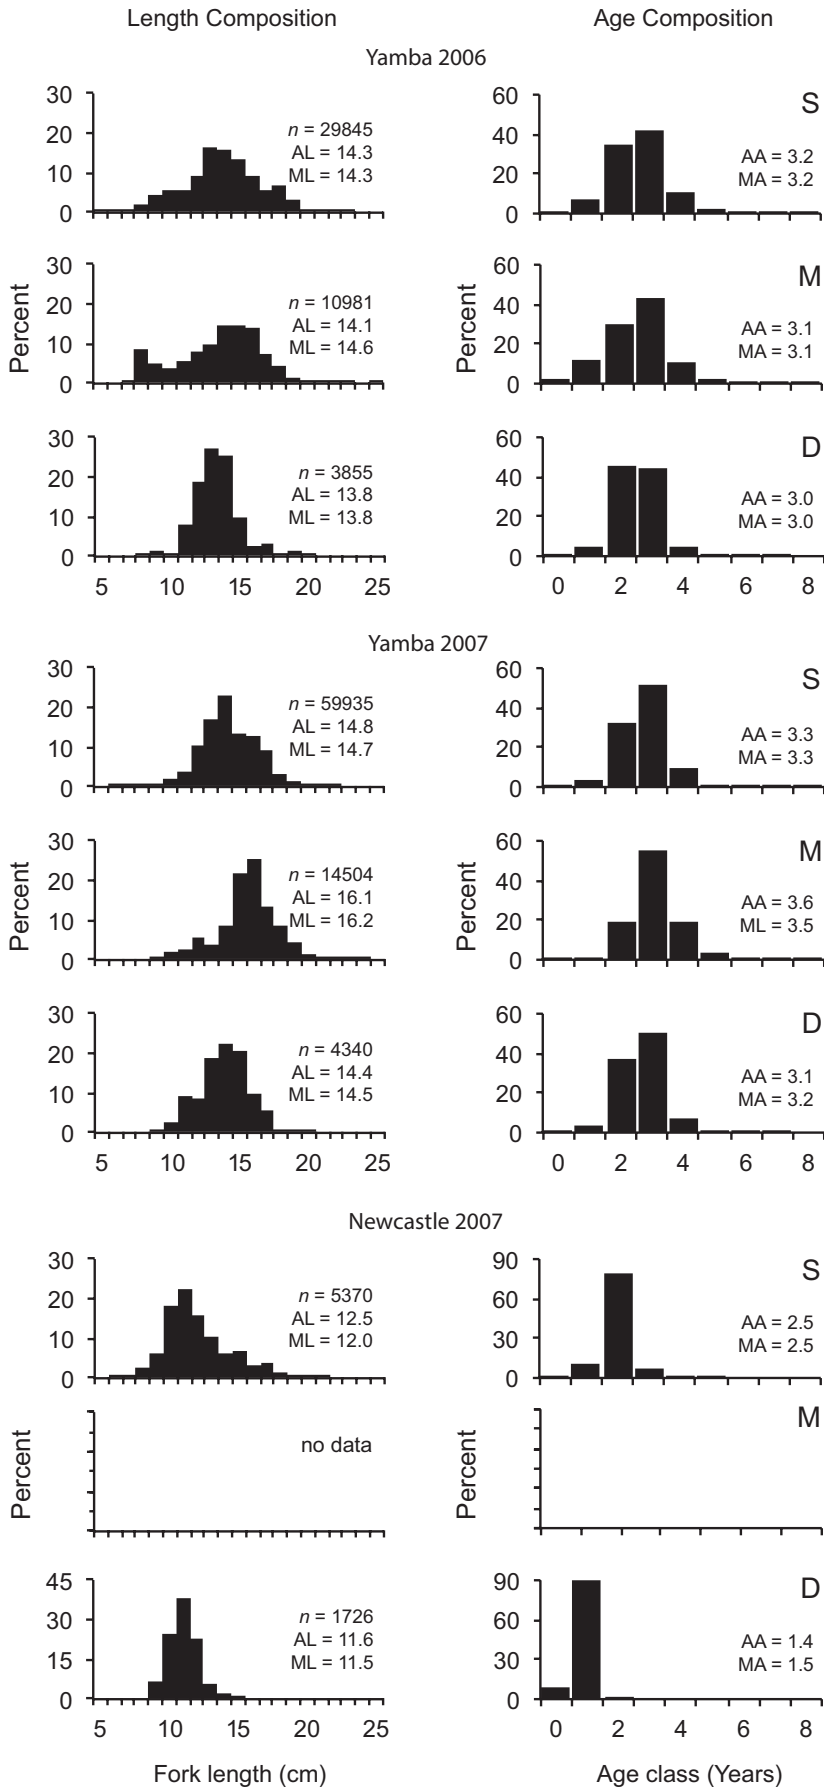 Length Composition Age Composition
Yamba 2006
30
20
10
0
n = 29845
AL = 14.3
ML = 14.3
60
40
20
0
S
AA = 3.2
MA = 3.2
Percent
30
20
10
0
n = 10981
AL = 14.1
ML = 14.6
Percent
60
40
20
0
M
AA = 3.1
MA = 3.1
30
20
10
0
n = 3855
AL = 13.8
ML = 13.8
5 10 15 20 25
60
40
20
0
D
AA = 3.0
MA = 3.0
0 2 4 6 8
Yamba 2007
30
20
10
0
n = 59935
AL = 14.8
ML = 14.7
60
40
20
0
S
AA = 3.3
MA = 3.3
Percent
30
20
10
0
n = 14504
AL = 16.1
ML = 16.2
Percent
60
40
20
0
M
AA = 3.6
ML = 3.5
30
20
10
0
n = 4340
AL = 14.4
ML = 14.5
5 10 15 20 25
60
40
20
0
D
AA = 3.1
MA = 3.2
0 2 4 6 8
Newcastle 2007
30
20
10
0
n = 5370
AL = 12.5
ML = 12.0
90
60
30
0
S
AA = 2.5
MA = 2.5
Percent
no data
Percent
M
45
30
15
0
n = 1726
AL = 11.6
ML = 11.5
5 10 15 20 25
Fork length (cm)
90
60
30
0
D
AA = 1.4
MA = 1.5
0 2 4 6 8
Age class (Years)